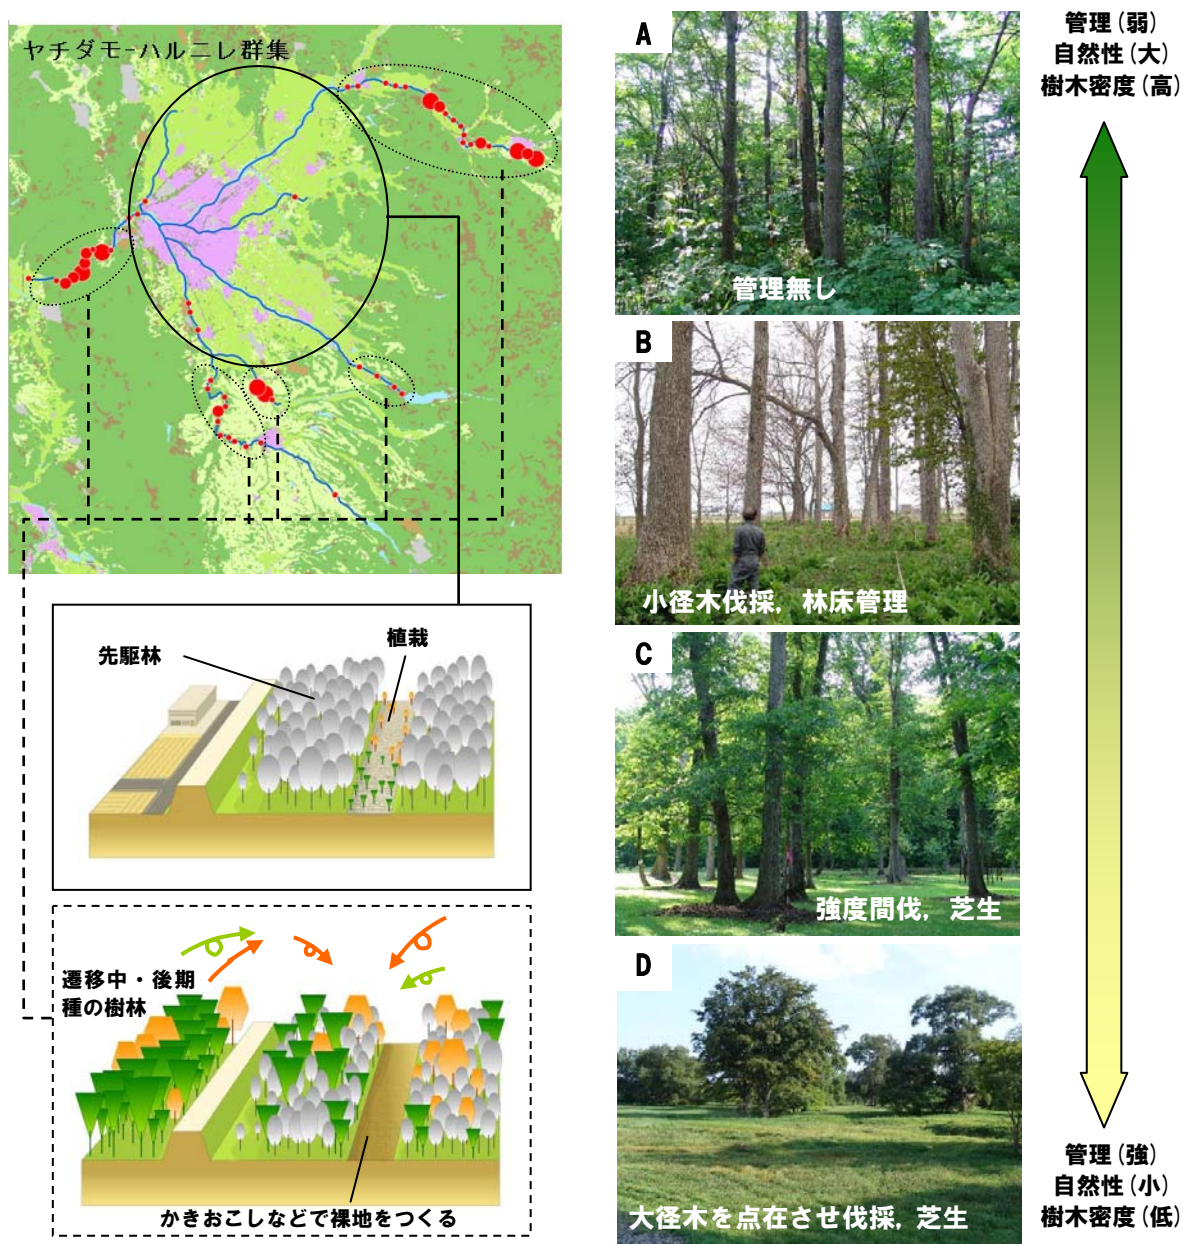 ヤチダモ-ハルニレ群集
先駆林
植栽
遷移中・後期
種の樹林
かきおこしなどで裸地をつくる
A
管理無し
B
小径木伐採, 林床管理
C
強度間伐, 芝生
D
大径木を点在させ伐採, 芝生
管理(弱)
自然性(大)
樹木密度(高)
管理(強)
自然性(小)
樹木密度(低)